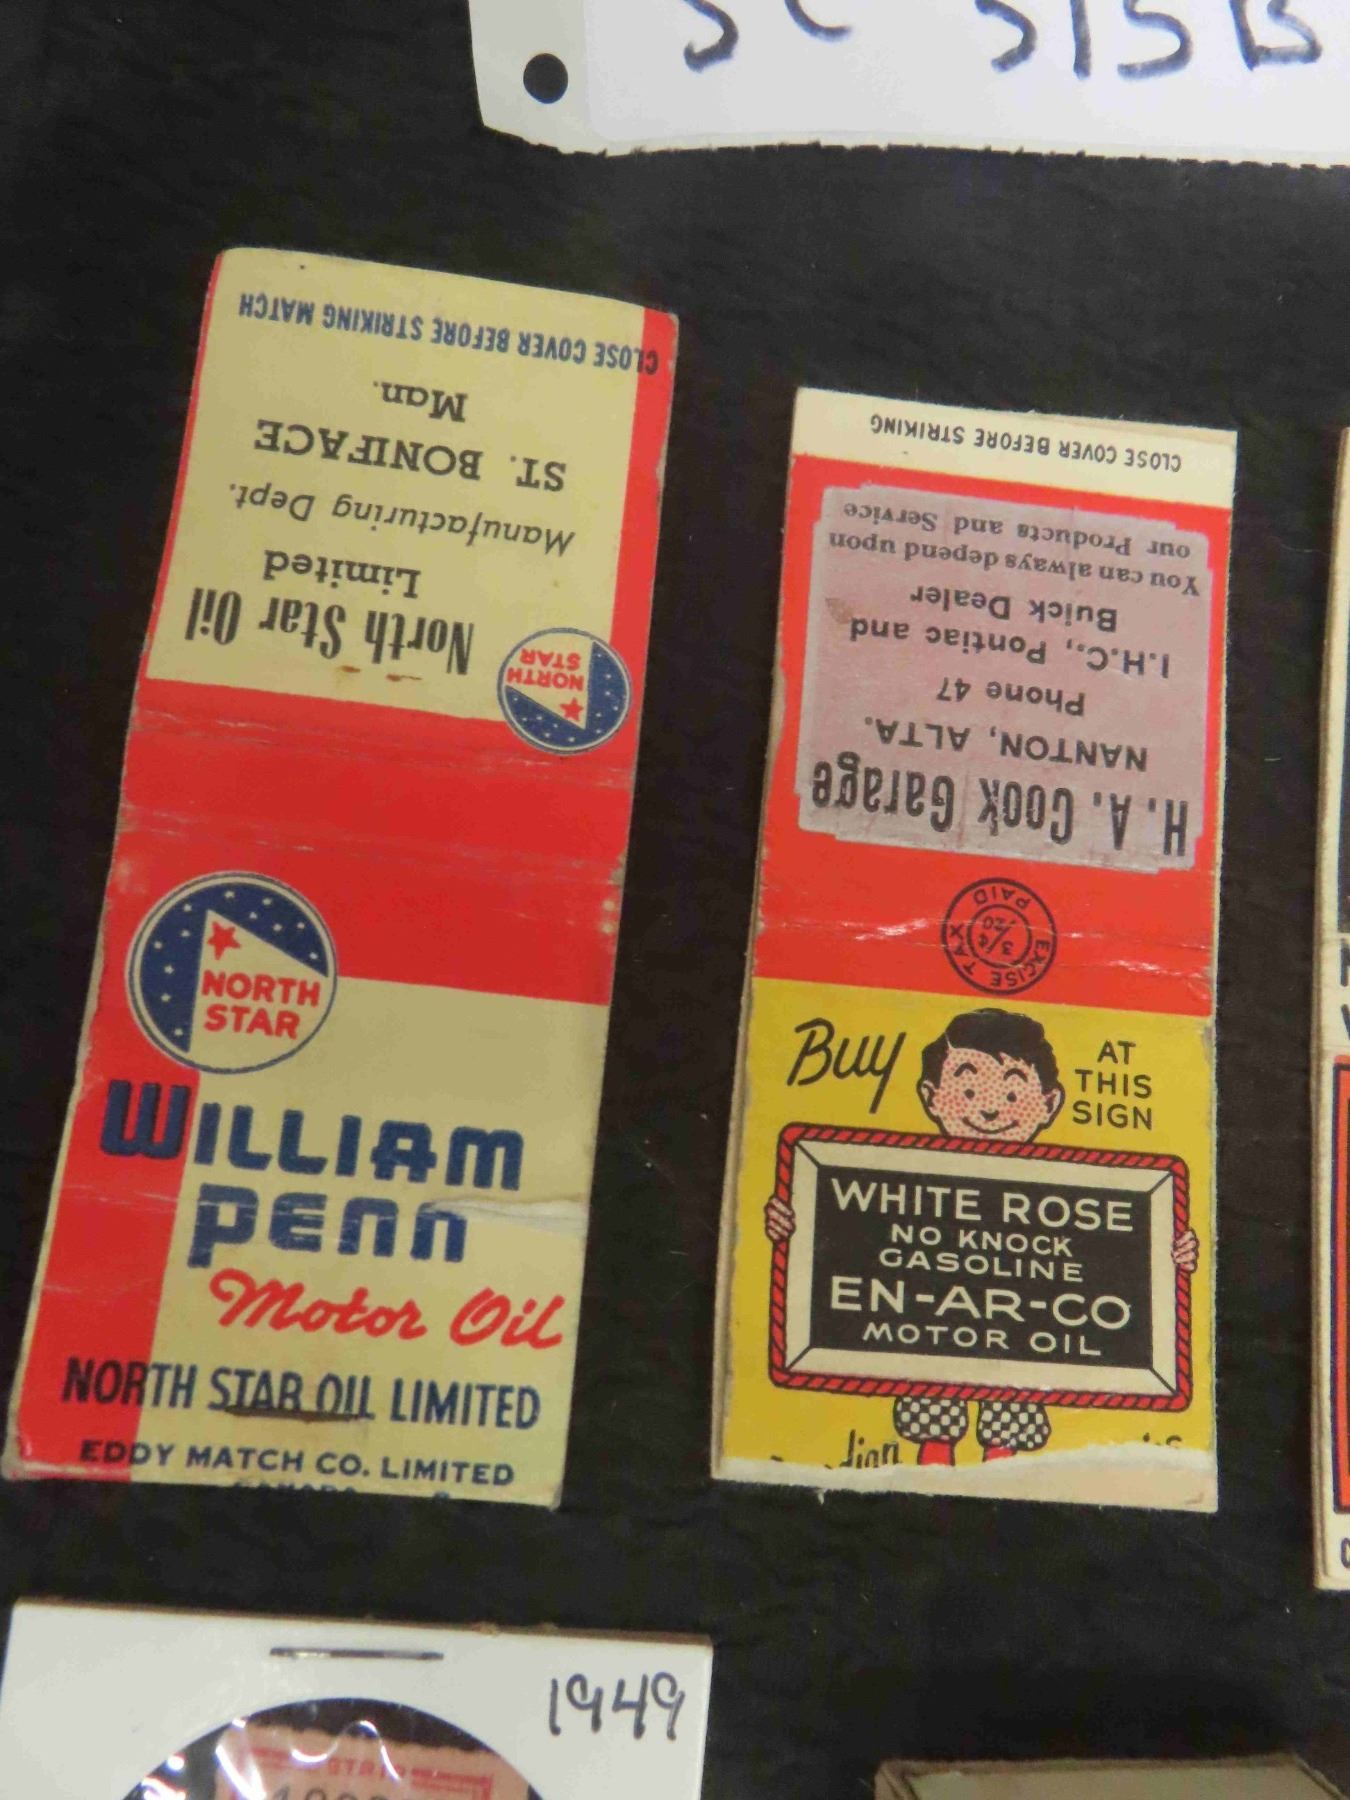 515B
CLOSE COVER BEFORE STRIKING MATCH
Man.
ST. BONIFACE
Manufacturing Dept.
Limited
North Star Oil
NORTH
STAR
NORTH
STAR
WILLIAM
PENN
Motor Oil
NORTH STAR OIL LIMITED
EDDY MATCH CO. LIMITED
CLOSE COVER BEFORE STRIKING
H. A. Cook Garage
NANTON, ALTA.
Phone 47
I.H.C., Pontiac and
Buick Dealer
You can always depend upon
our Products and Service
EXCISE TAX
3/20 ¢
PAID
Buy
AT
THIS
SIGN
WHITE ROSE
NO KNOCK
GASOLINE
EN-AR-CO
MOTOR OIL
1949